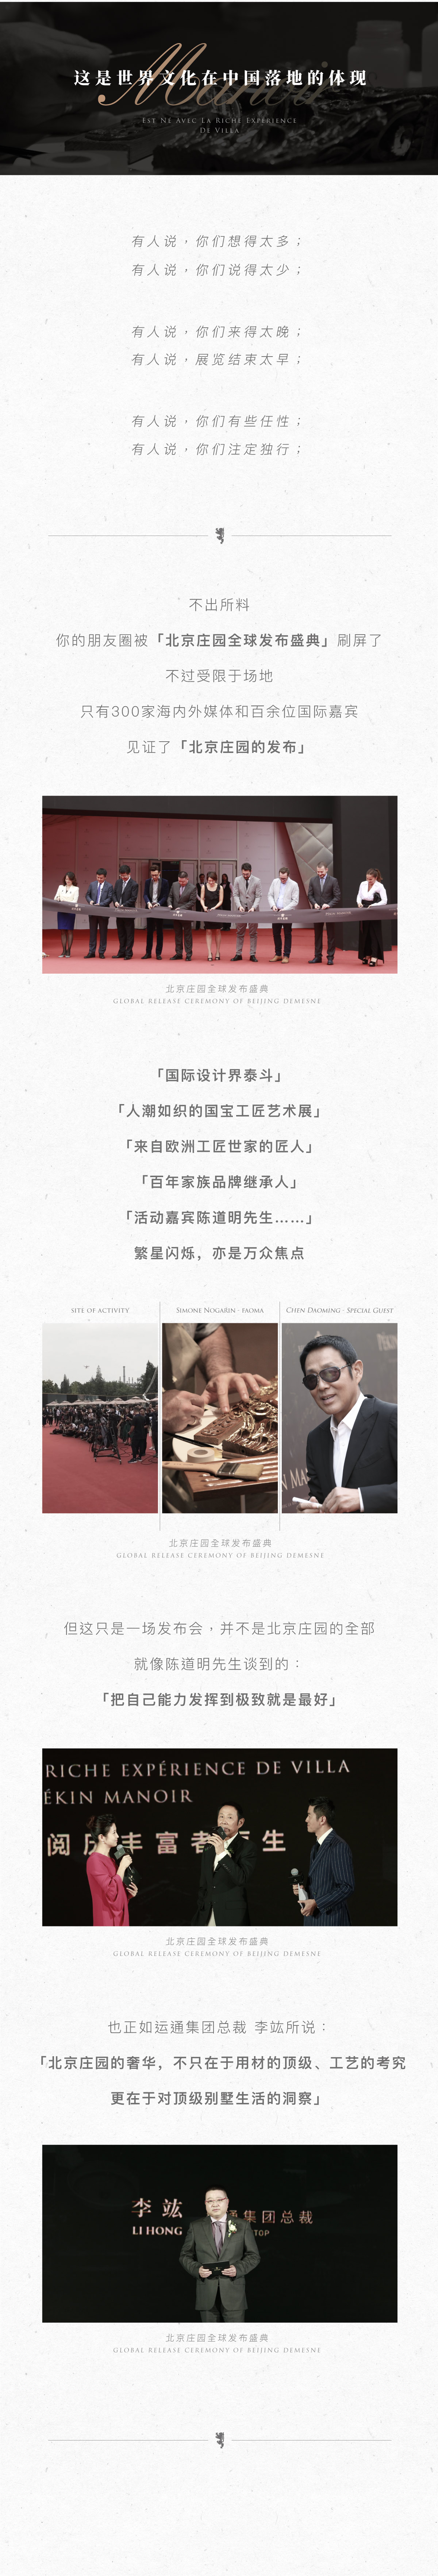 Manoir
这是世界文化在中国落地的体现
EST NE AVEC LA RICHE EXPERIENCE
DE VILLA
有人说，你们想得太多；
有人说，你们说得太少；
有人说，你们来得太晚；
有人说，展览结束太早；
有人说，你们有些任性；
有人说，你们注定独行；
不出所料
你的朋友圈被「北京庄园全球发布盛典」刷屏了
不过受限于场地
只有300家海内外媒体和百余位国际嘉宾
见证了「北京庄园的发布」
北京庄园全球发布盛典
GLOBAL RELEASE CEREMONY OF BEIJING DEMESNE
「国际设计界泰斗」
「人潮如织的国宝工匠艺术展」
「来自欧洲工匠世家的匠人」
「百年家族品牌继承人」
「活动嘉宾陈道明先生……」
繁星闪烁，亦是万众焦点
SITE OF ACTIVITY
SIMONE NOGARIN · FAOMA
CHEN DAOMING · SPECIAL GUEST
北京庄园全球发布盛典
GLOBAL RELEASE CEREMONY OF BEIJING DEMESNE
但这只是一场发布会，并不是北京庄园的全部
就像陈道明先生谈到的：
「把自己能力发挥到极致就是最好」
RICHE EXPÉRIENCE DE VILLA
ÉKIN MANOIR
阅 丰富者 生
北京庄园全球发布盛典
GLOBAL RELEASE CEREMONY OF BEIJING DEMESNE
也正如运通集团总裁 李竑所说：
「北京庄园的奢华，不只在于用材的顶级、工艺的考究
更在于对顶级别墅生活的洞察」
李竑
通集团总裁
LI HONG
TOP
北京庄园全球发布盛典
GLOBAL RELEASE CEREMONY OF BEIJING DEMESNE